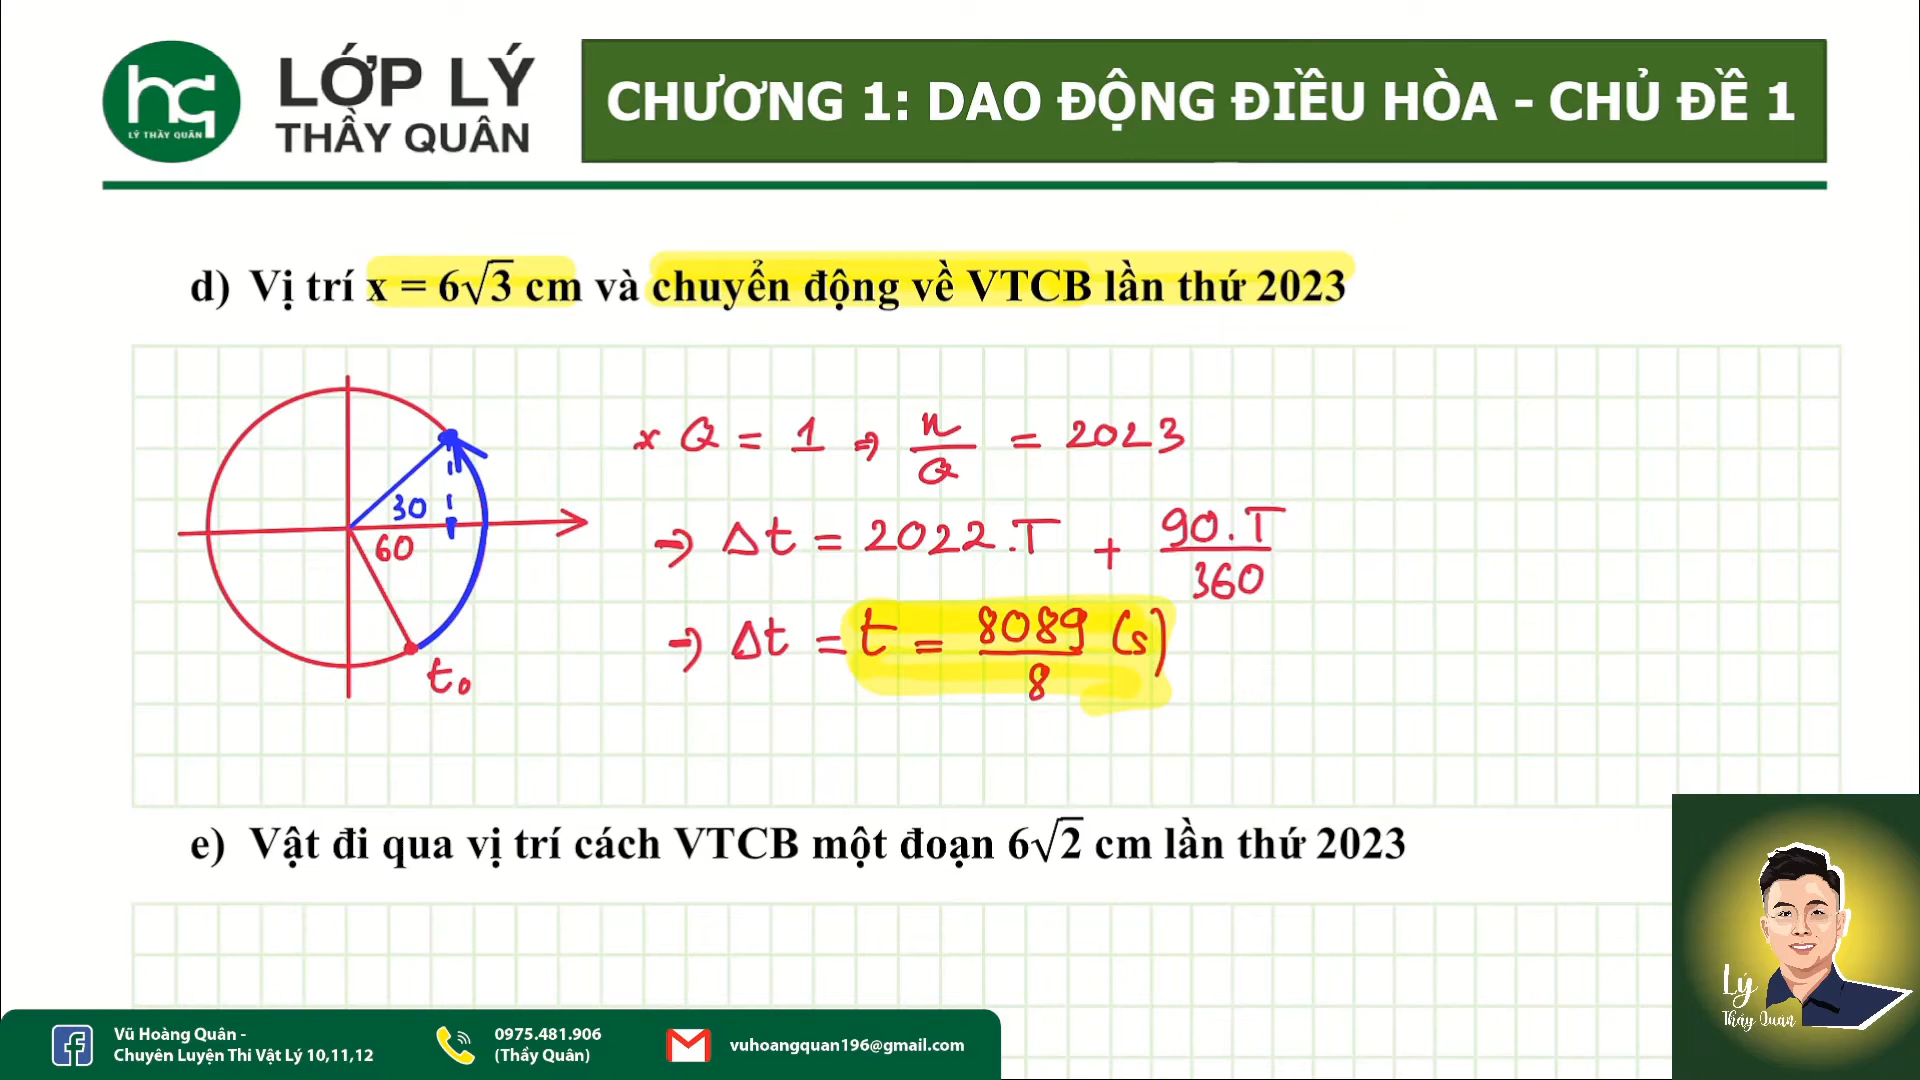 hq
LÝ THẦY QUÂN
LỚP LÝ
THẦY QUÂN
CHƯƠNG 1: DAO ĐỘNG ĐIỀU HÒA - CHỦ ĐỀ 1
d) Vị trí x = 6√3 cm và chuyển động về VTCB lần thứ 2023
30
60
t₀
× Q = 1 ⇒ n/Q = 2023
⇒ Δt = 2022.T + 90.T/360
⇒ Δt = t = 8089/8 (s)
e) Vật đi qua vị trí cách VTCB một đoạn 6√2 cm lần thứ 2023
Lý
Thầy Quân
Vũ Hoàng Quân -
Chuyên Luyện Thi Vật Lý 10,11,12
0975.481.906
(Thầy Quân)
vuhoangquan196@gmail.com